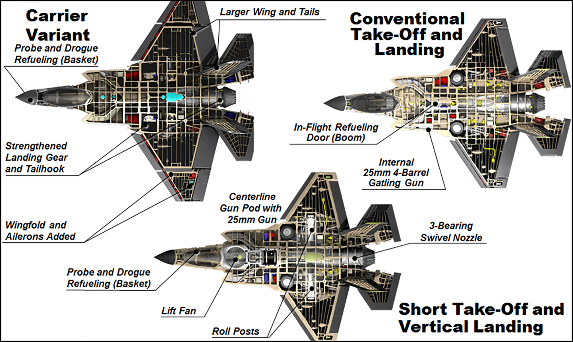 Carrier
Variant
Larger Wing and Tails
Probe and Drogue
Refueling (Basket)
Strengthened
Landing Gear
and Tailhook
Wingfold and
Ailerons Added
Conventional
Take-Off and
Landing
In-Flight Refueling
Door (Boom)
Internal
25mm 4-Barrel
Gatling Gun
Centerline
Gun Pod with
25mm Gun
3-Bearing
Swivel Nozzle
Probe and Drogue
Refueling (Basket)
Lift Fan
Roll Posts
Short Take-Off and
Vertical Landing